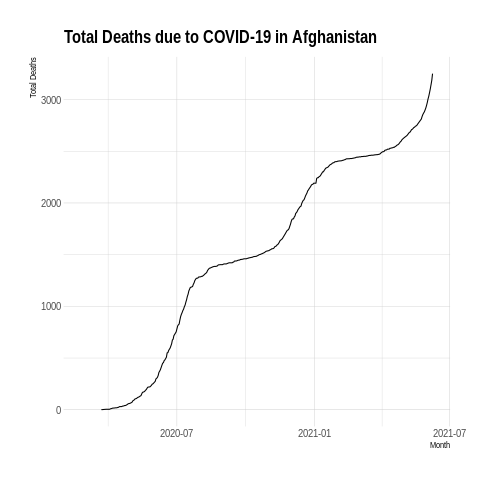 Total Deaths due to COVID-19 in Afghanistan
Total Deaths
3000
2000
1000
0
2020-07 2021-01 2021-07
Month